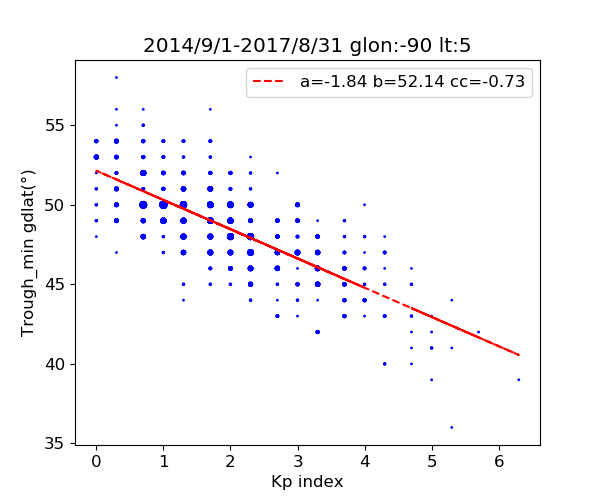 2014/9/1-2017/8/31 glon:-90 lt:5
a=-1.84 b=52.14 cc=-0.73
Trough_min gdlat(°)
55
50
45
40
35
0 1 2 3 4 5 6
Kp index